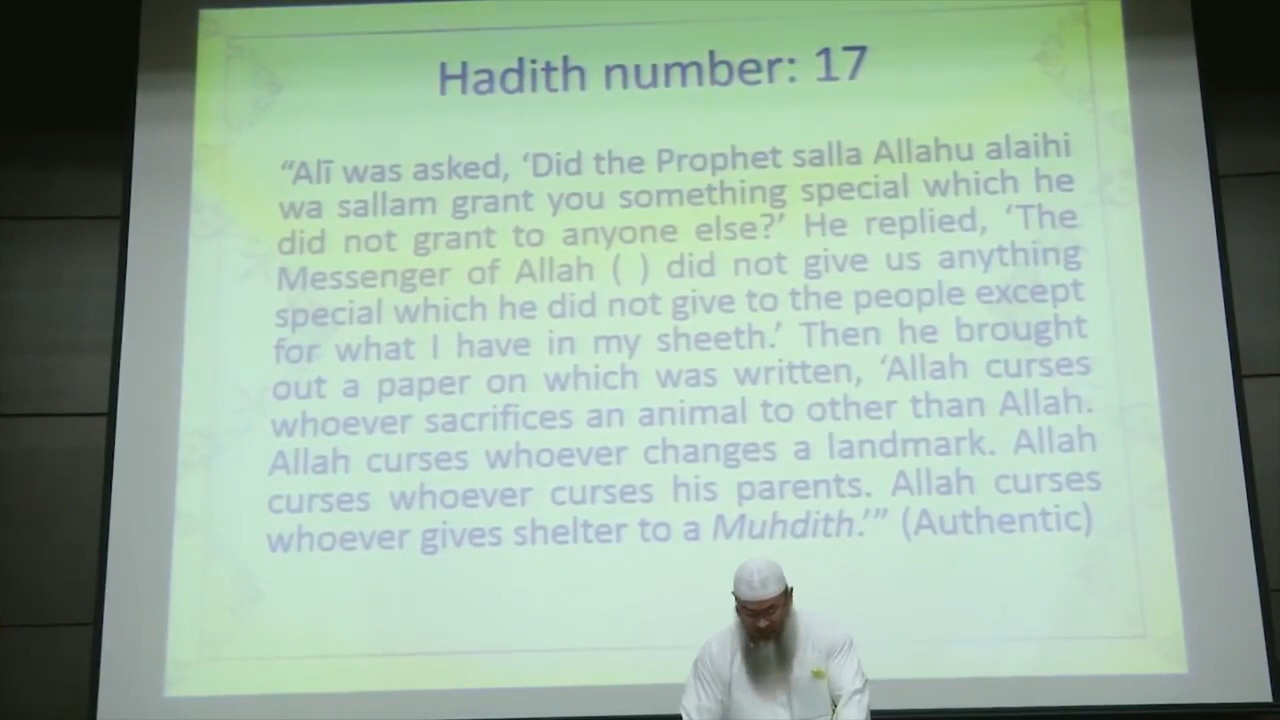 Hadith number: 17
“Alī was asked, ‘Did the Prophet salla Allahu alaihi
wa sallam grant you something special which he
did not grant to anyone else?’ He replied, ‘The
Messenger of Allah ( ) did not give us anything
special which he did not give to the people except
for what I have in my sheeth.’ Then he brought
out a paper on which was written, ‘Allah curses
whoever sacrifices an animal to other than Allah.
Allah curses whoever changes a landmark. Allah
curses whoever curses his parents. Allah curses
whoever gives shelter to a Muhdith.’” (Authentic)